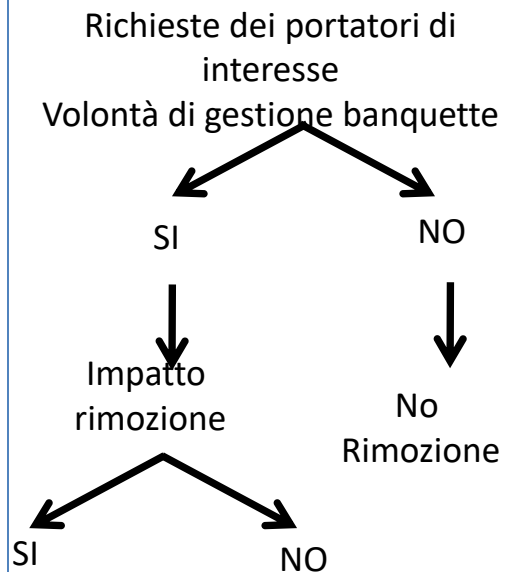 Richieste dei portatori di
interesse
Volontà di gestione banquette
SI
NO
Impatto
rimozione
No
Rimozione
SI
NO